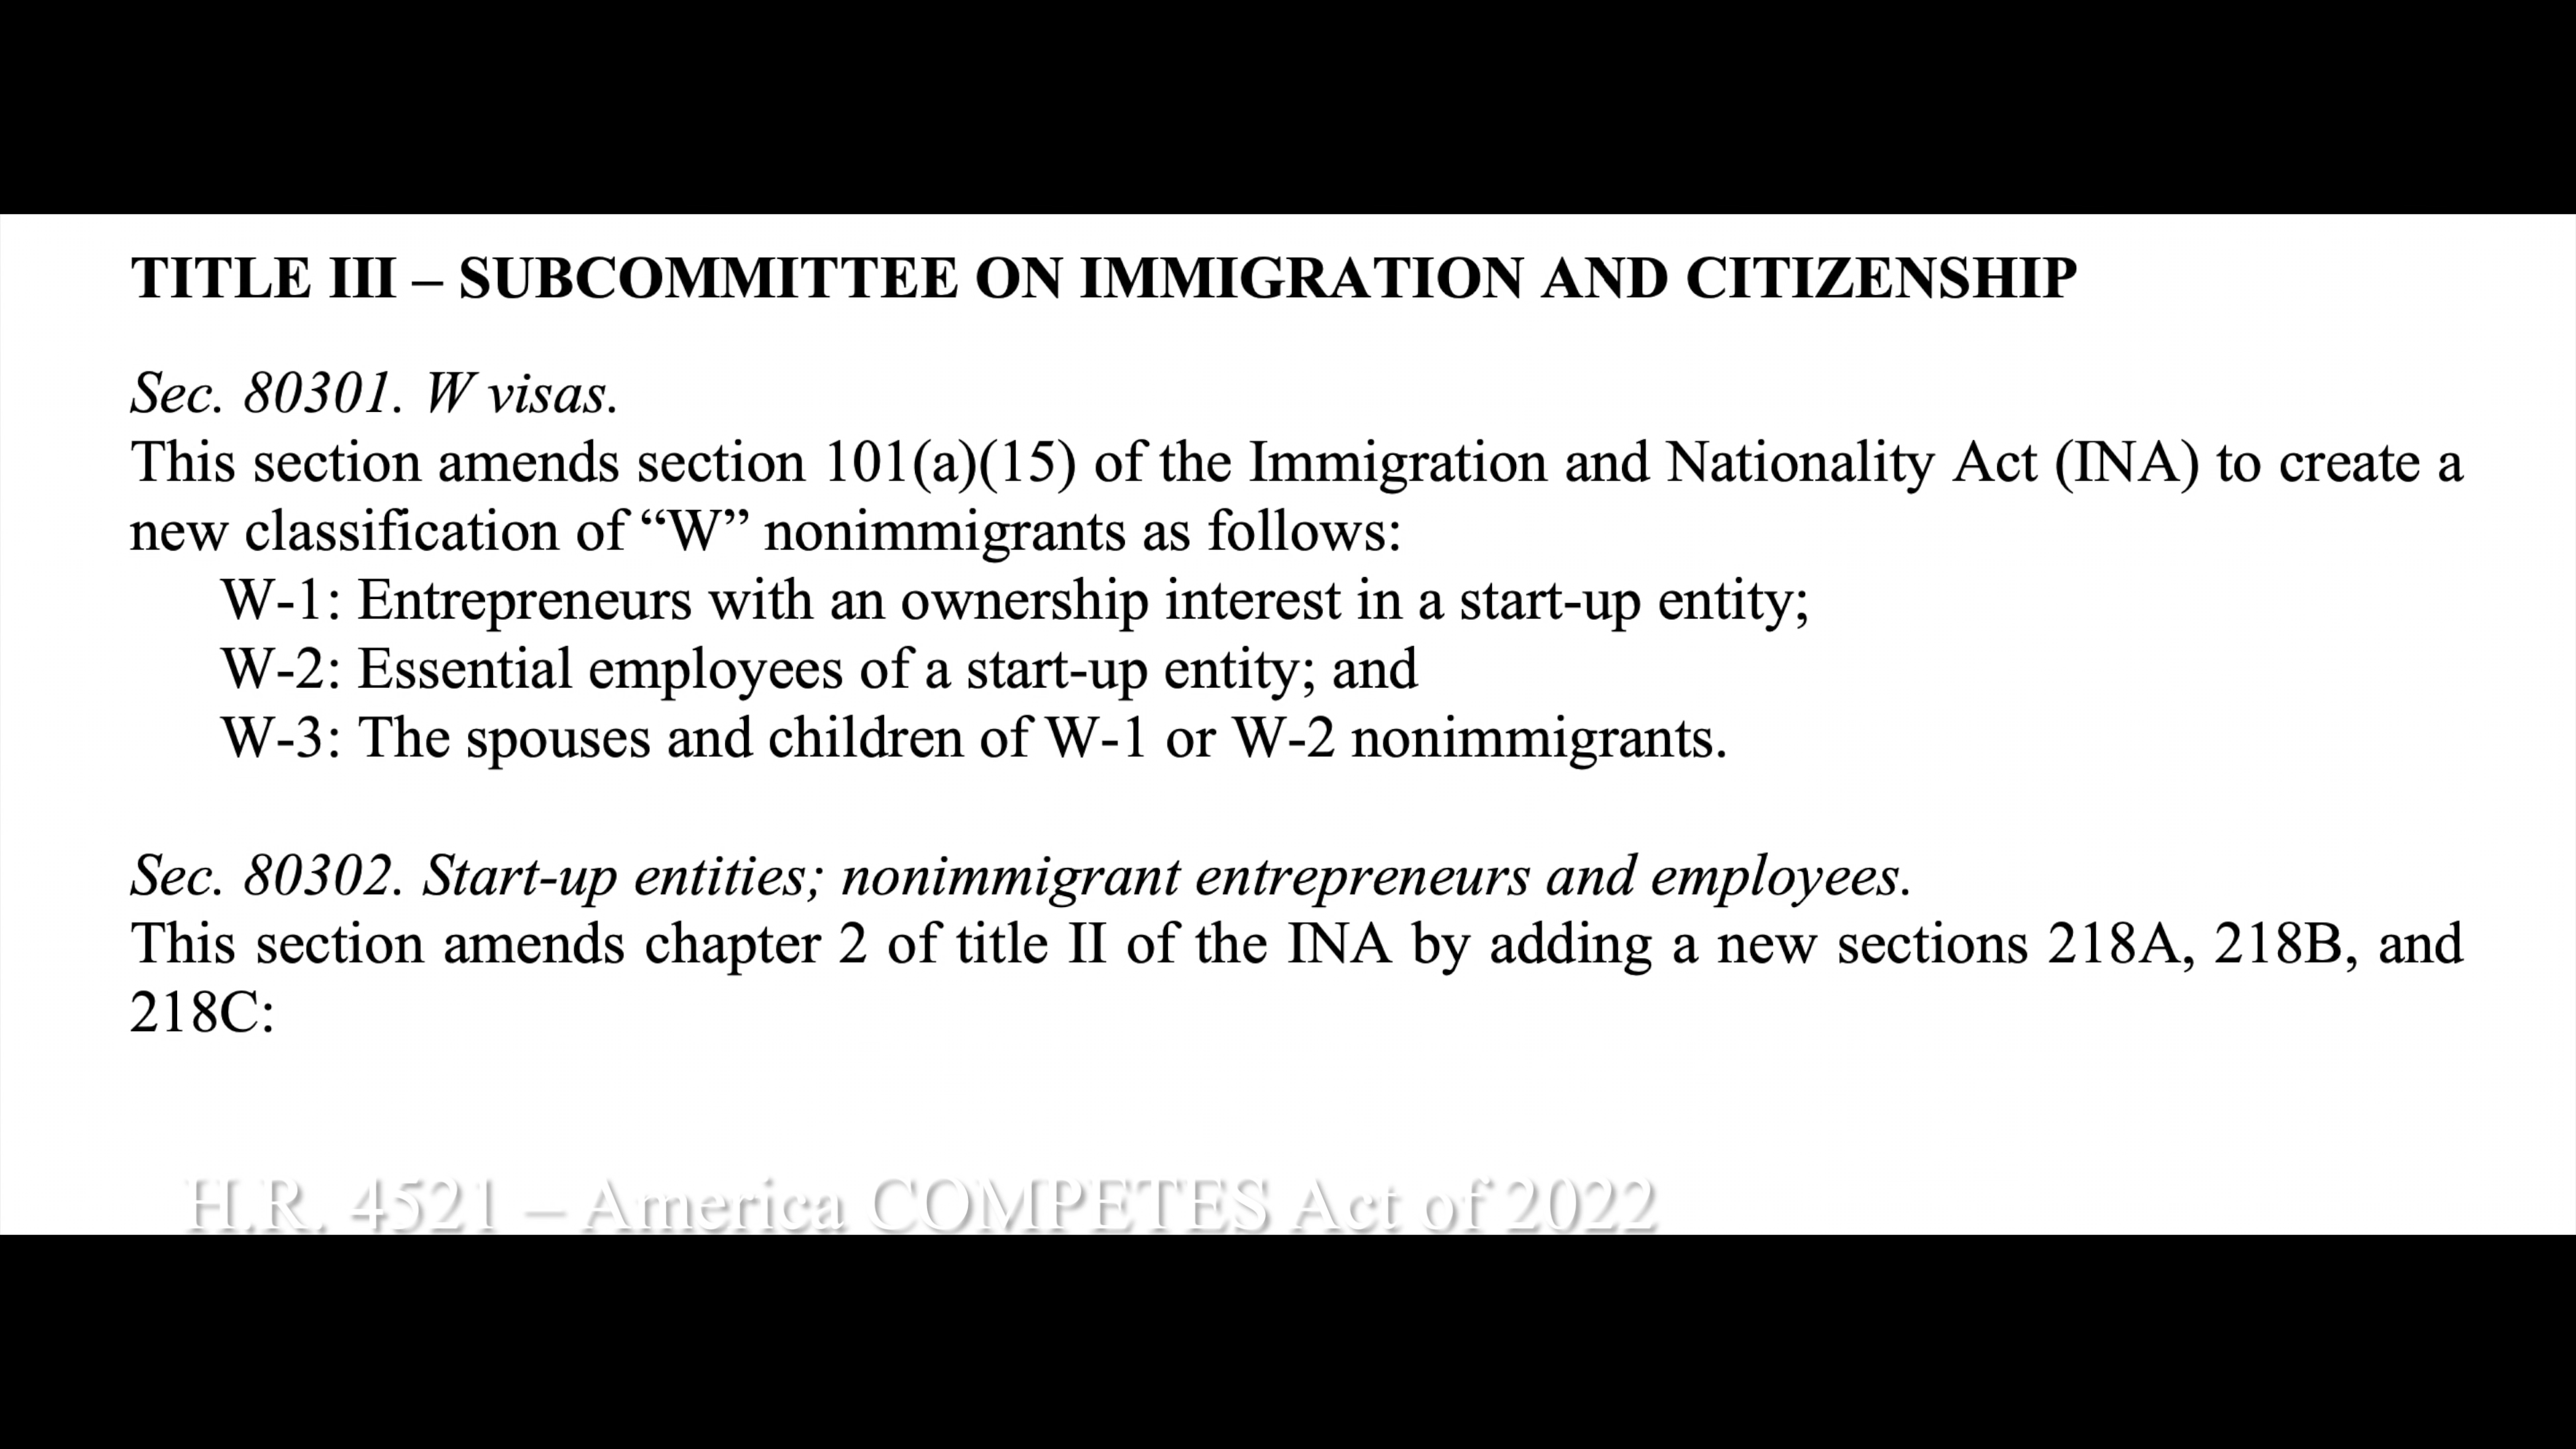 TITLE III – SUBCOMMITTEE ON IMMIGRATION AND CITIZENSHIP
Sec. 80301. W visas.
This section amends section 101(a)(15) of the Immigration and Nationality Act (INA) to create a
new classification of “W” nonimmigrants as follows:
W-1: Entrepreneurs with an ownership interest in a start-up entity;
W-2: Essential employees of a start-up entity; and
W-3: The spouses and children of W-1 or W-2 nonimmigrants.
Sec. 80302. Start-up entities; nonimmigrant entrepreneurs and employees.
This section amends chapter 2 of title II of the INA by adding a new sections 218A, 218B, and
218C:
H.R. 4521 – America COMPETES Act of 2022